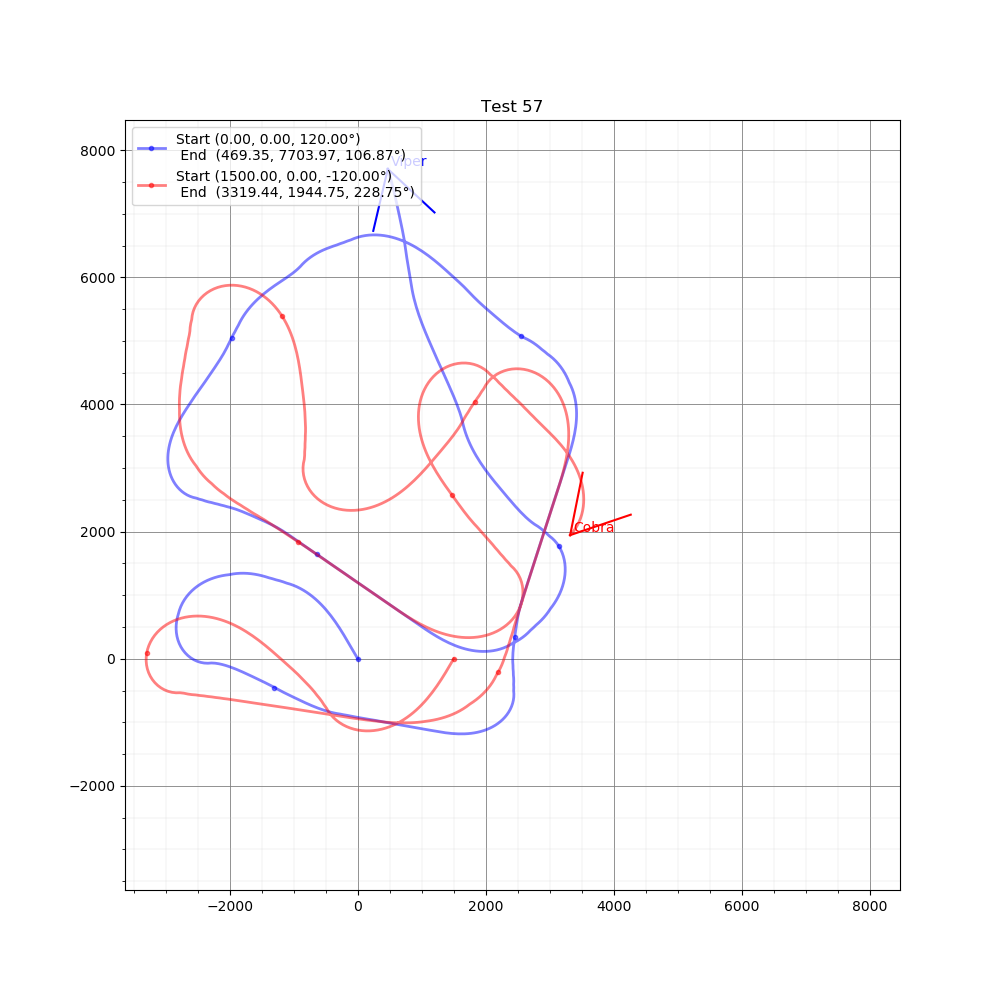 Test 57
Start (0.00, 0.00, 120.00°)
End  (469.35, 7703.97, 106.87°)
Start (1500.00, 0.00, -120.00°)
End  (3319.44, 1944.75, 228.75°)
Viper
Cobra
8000
6000
4000
2000
0
−2000
−2000
0
2000
4000
6000
8000